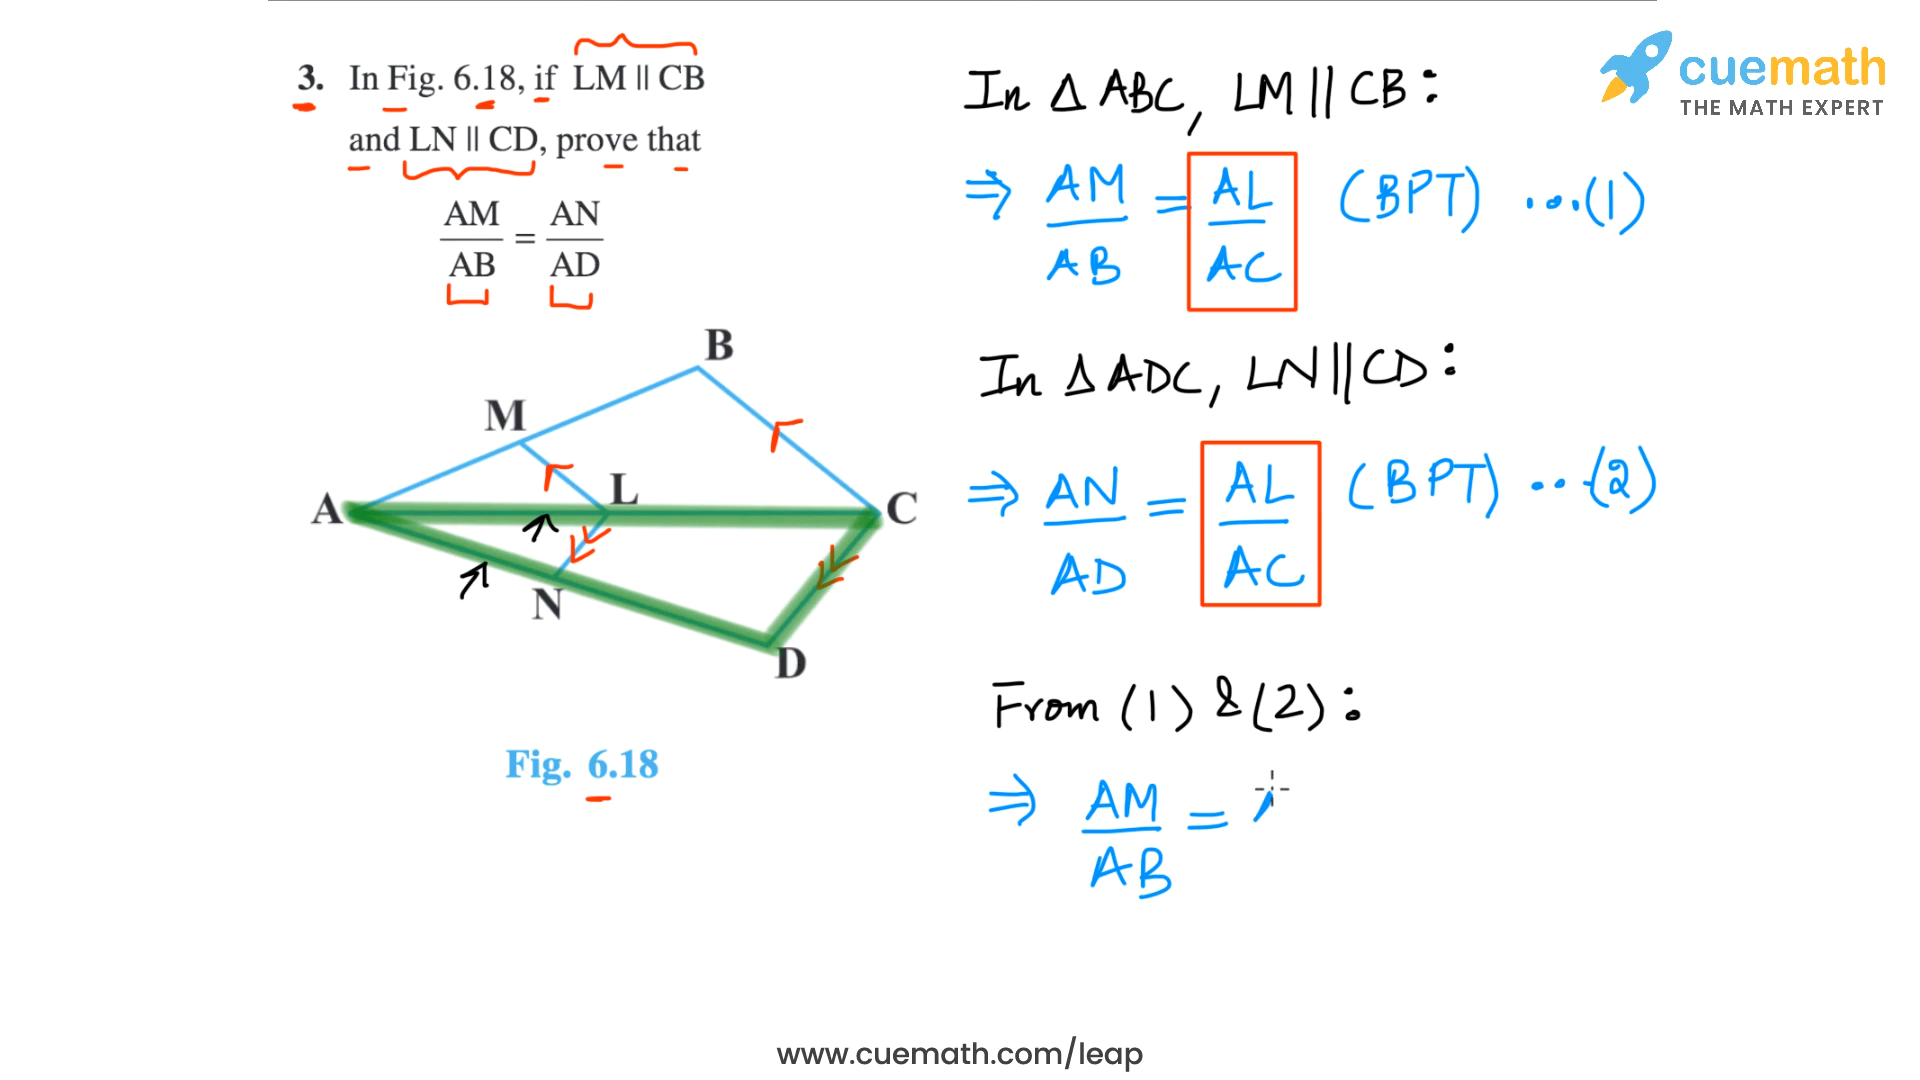 3. In Fig. 6.18, if LM || CB
and LN || CD, prove that
AM/AB = AN/AD
B
M
L
A
C
N
D
Fig. 6.18
In Δ ABC, LM || CB :
⇒ AM/AB = AL/AC (BPT) ...(1)
In Δ ADC, LN || CD :
⇒ AN/AD = AL/AC (BPT) ...(2)
From (1) & (2) :
⇒ AM/AB =
cuemath
THE MATH EXPERT
www.cuemath.com/leap